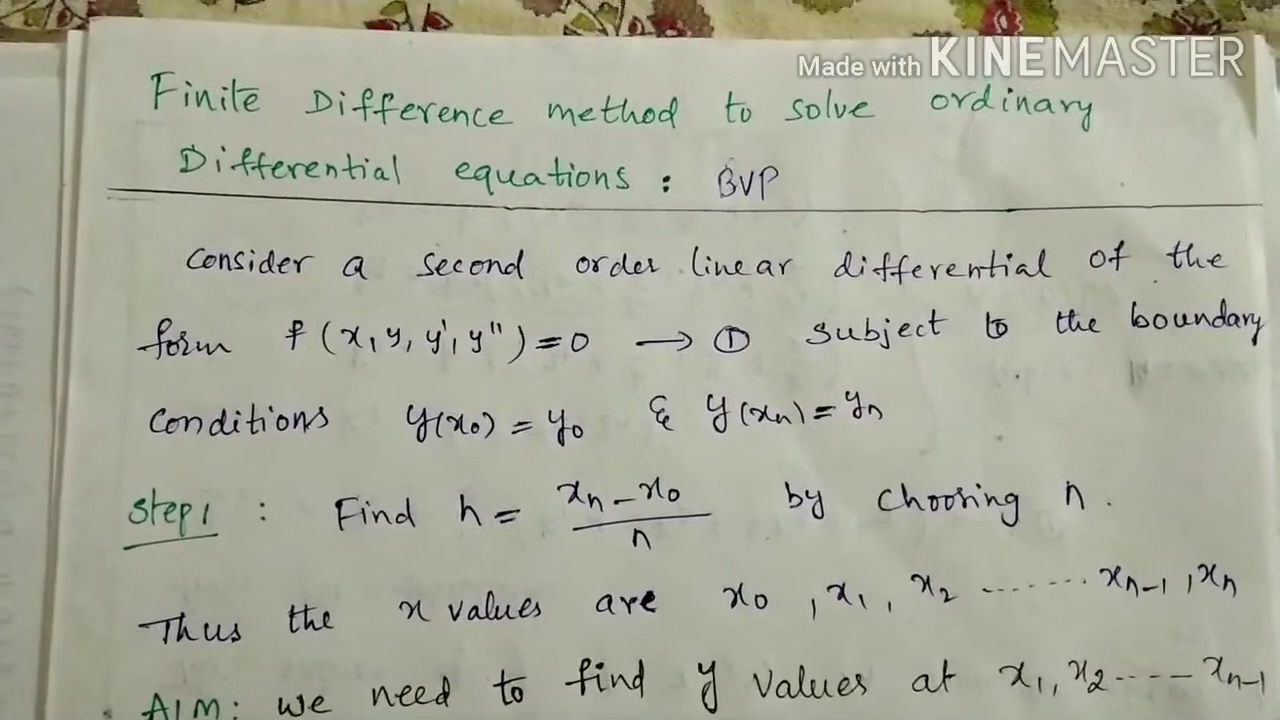 Made with KINEMASTER
Finite Difference method to solve ordinary
Differential equations : BVP
Consider a second order linear differential of the
form f(x, y, y', y'') = 0 → ① subject to the boundary
conditions y(x₀) = y₀ & y(xₙ) = yₙ
Step 1 : Find h = (xₙ - x₀)/n by choosing n.
Thus the x values are x₀, x₁, x₂ ........ xₙ₋₁, xₙ
AIM: we need to find y values at x₁, x₂ ---- xₙ₋₁